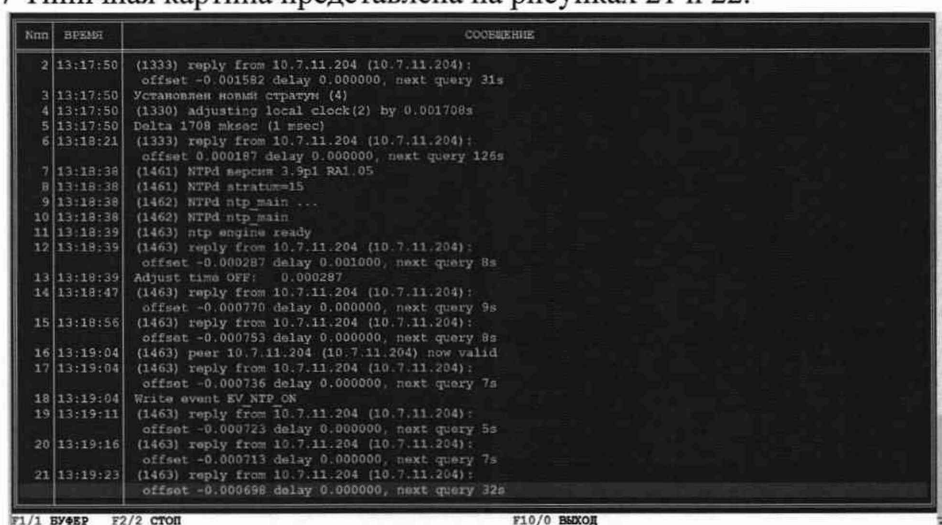 Типичная картина представлена на рисунках 21 и 22.
Nпп ВРЕМЯ СООБЩЕНИЕ
2 13:17:50 (1333) reply from 10.7.11.204 (10.7.11.204):
offset -0.001582 delay 0.000000, next query 31s
3 13:17:50 Установлен новый стратум (4)
4 13:17:50 (1330) adjusting local clock(2) by 0.001708s
5 13:17:50 Delta 1708 mksec (1 msec)
6 13:18:21 (1333) reply from 10.7.11.204 (10.7.11.204):
offset 0.000187 delay 0.000000, next query 126s
7 13:18:38 (1461) NTPd версия 3.9p1 RA1.05
8 13:18:38 (1461) NTPd stratum=15
9 13:18:38 (1462) NTPd ntp_main ...
10 13:18:38 (1462) NTPd ntp_main
11 13:18:39 (1463) ntp engine ready
12 13:18:39 (1463) reply from 10.7.11.204 (10.7.11.204):
offset -0.000287 delay 0.001000, next query 8s
13 13:18:39 Adjust time OFF: 0.000287
14 13:18:47 (1463) reply from 10.7.11.204 (10.7.11.204):
offset -0.000770 delay 0.000000, next query 9s
15 13:18:56 (1463) reply from 10.7.11.204 (10.7.11.204):
offset -0.000753 delay 0.000000, next query 8s
16 13:19:04 (1463) peer 10.7.11.204 (10.7.11.204) now valid
17 13:19:04 (1463) reply from 10.7.11.204 (10.7.11.204):
offset -0.000736 delay 0.000000, next query 7s
18 13:19:04 Write event EV_NTP_ON
19 13:19:11 (1463) reply from 10.7.11.204 (10.7.11.204):
offset -0.000723 delay 0.000000, next query 5s
20 13:19:16 (1463) reply from 10.7.11.204 (10.7.11.204):
offset -0.000713 delay 0.000000, next query 7s
21 13:19:23 (1463) reply from 10.7.11.204 (10.7.11.204):
offset -0.000698 delay 0.000000, next query 32s
F1/1 БУФЕР F2/2 СТОП F10/0 ВЫХОД